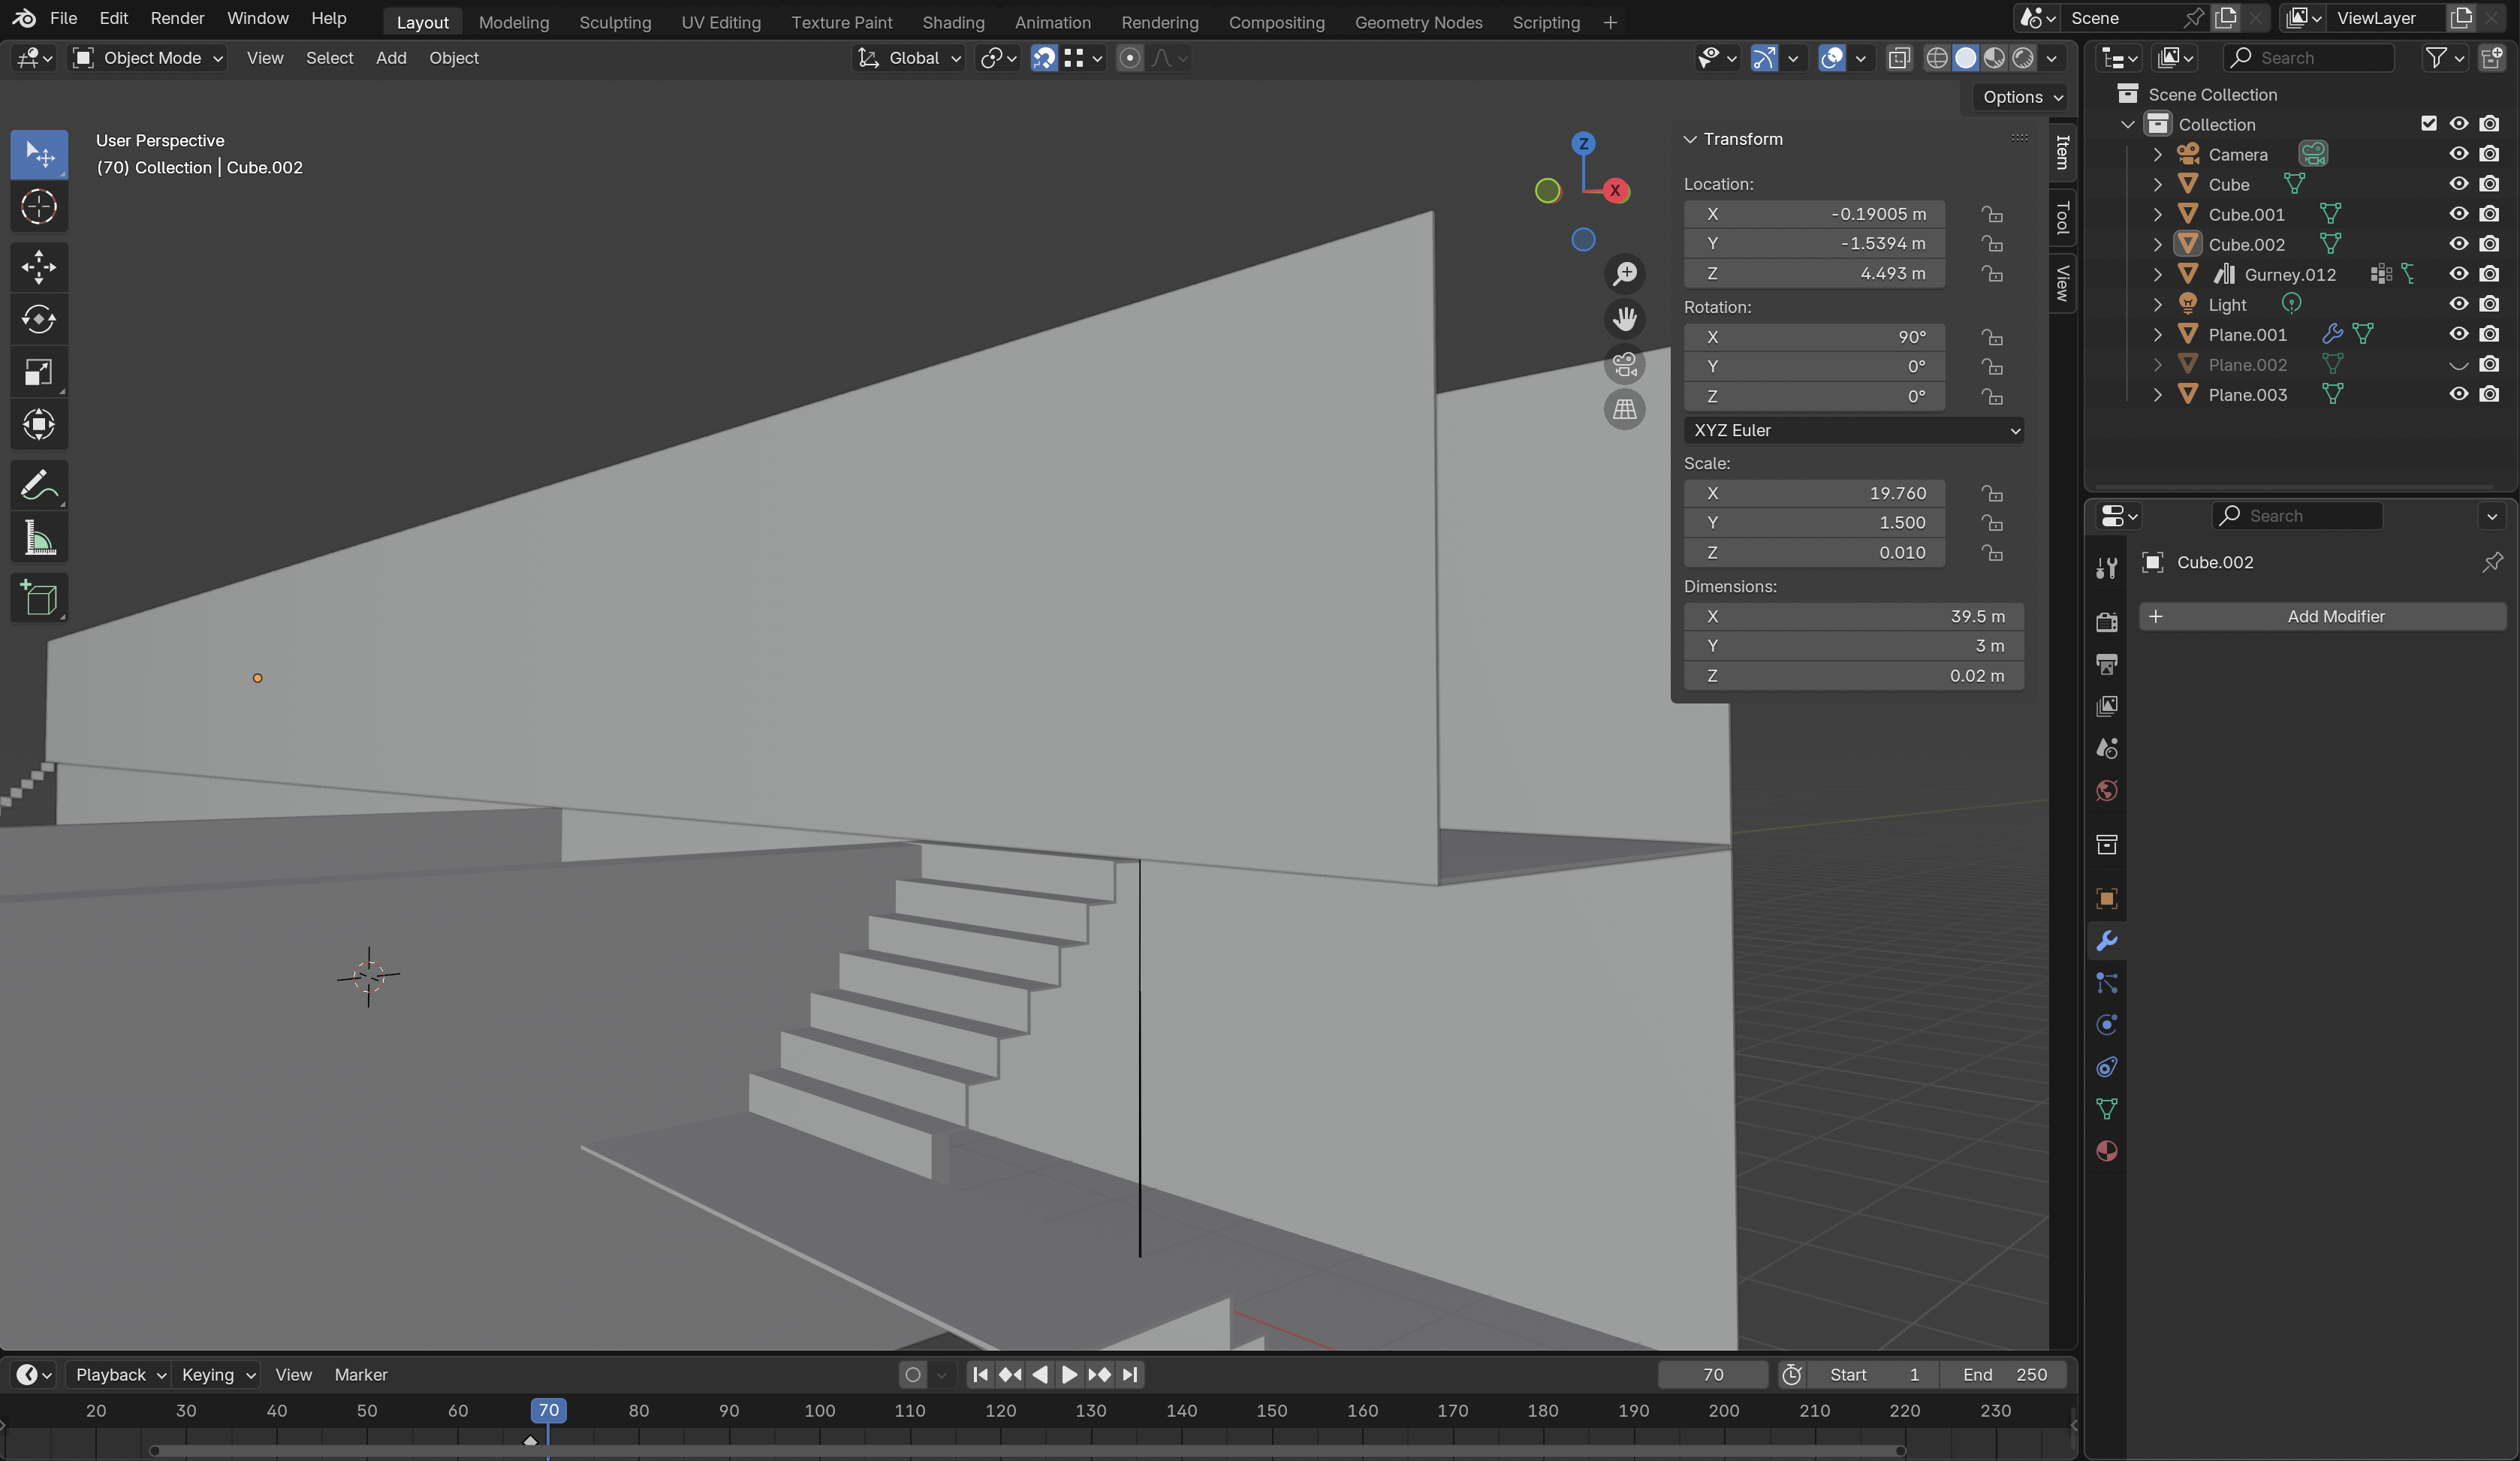 File Edit Render Window Help Layout Modeling Sculpting UV Editing Texture Paint Shading Animation Rendering Compositing Geometry Nodes Scripting Scene ViewLayer
Object Mode View Select Add Object Global Search
Options
User Perspective
(70) Collection | Cube.002
Z
X
Transform
Location:
X -0.19005 m
Y -1.5394 m
Z 4.493 m
Rotation:
X 90°
Y 0°
Z 0°
XYZ Euler
Scale:
X 19.760
Y 1.500
Z 0.010
Dimensions:
X 39.5 m
Y 3 m
Z 0.02 m
Item
Tool
View
Scene Collection
Collection
Camera
Cube
Cube.001
Cube.002
Gurney.012
Light
Plane.001
Plane.002
Plane.003
Search
Cube.002
Add Modifier
Playback Keying View Marker 70 Start 1 End 250
20 30 40 50 60 70 80 90 100 110 120 130 140 150 160 170 180 190 200 210 220 230